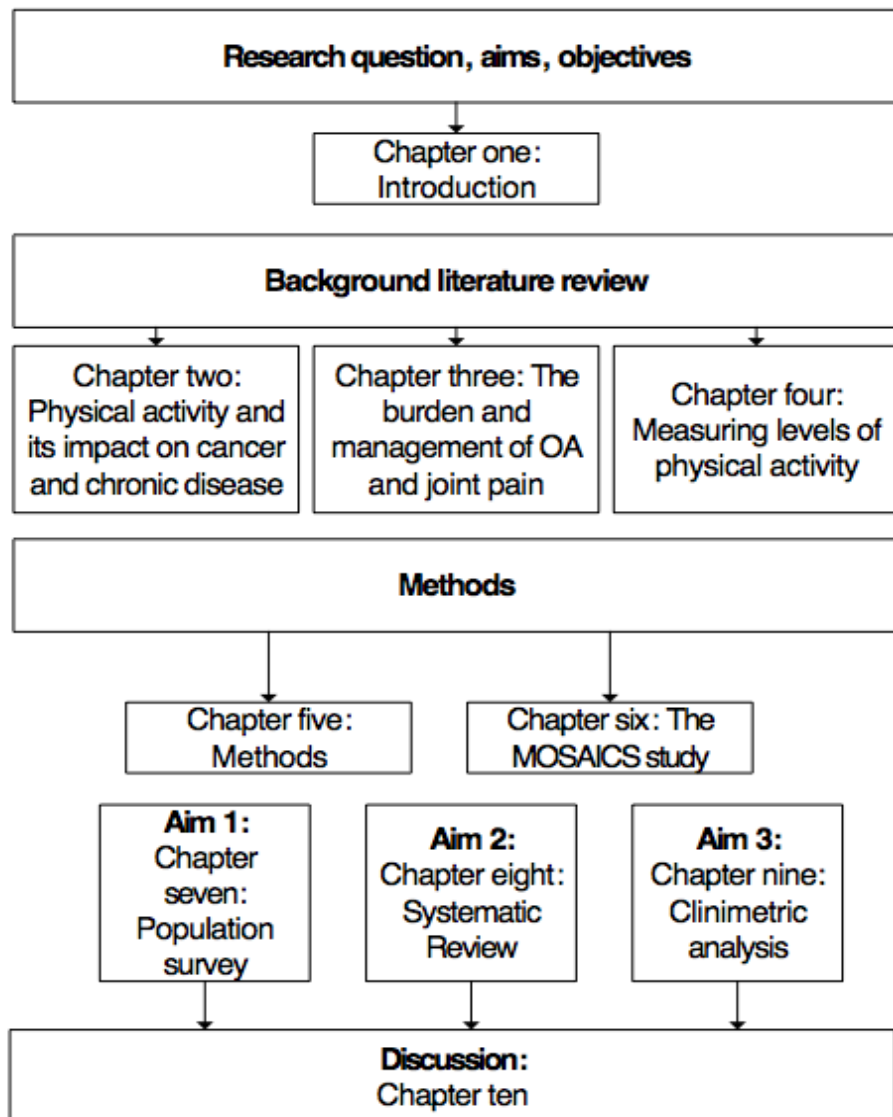 Research question, aims, objectives
Chapter one:
Introduction
Background literature review
Chapter two:
Physical activity and
its impact on cancer
and chronic disease
Chapter three: The
burden and
management of OA
and joint pain
Chapter four:
Measuring levels of
physical activity
Methods
Chapter five:
Methods
Chapter six: The
MOSAICS study
Aim 1:
Chapter
seven:
Population
survey
Aim 2:
Chapter eight:
Systematic
Review
Aim 3:
Chapter nine:
Clinimetric
analysis
Discussion:
Chapter ten